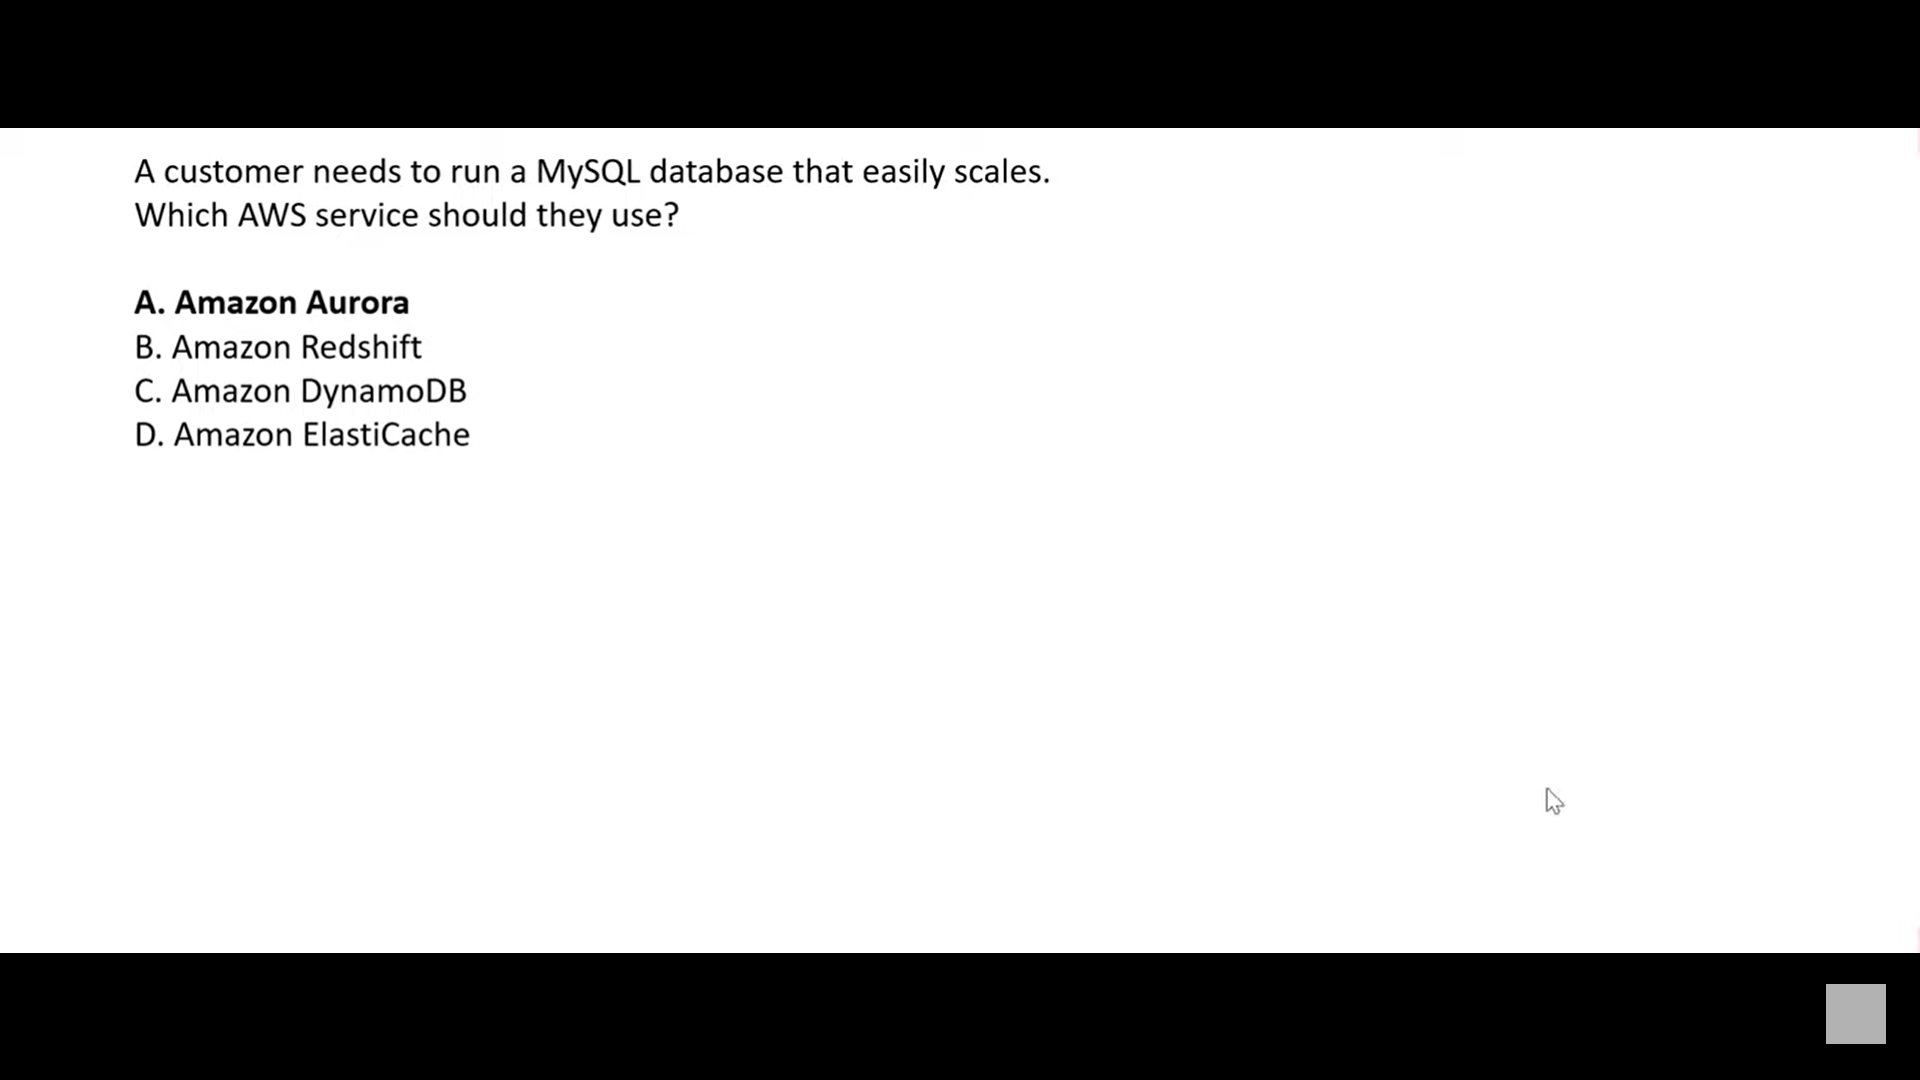 A customer needs to run a MySQL database that easily scales.
Which AWS service should they use?
A. Amazon Aurora
B. Amazon Redshift
C. Amazon DynamoDB
D. Amazon ElastiCache